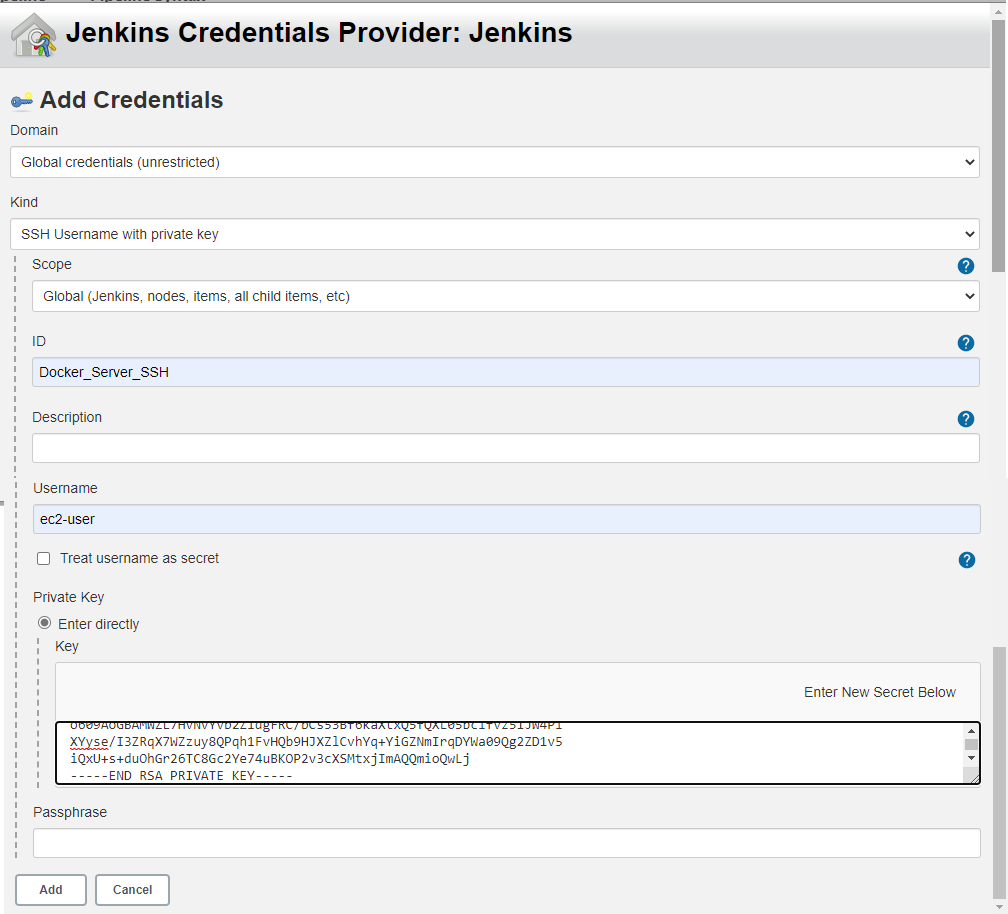 Jenkins Credentials Provider: Jenkins
Add Credentials
Domain
Global credentials (unrestricted)
Kind
SSH Username with private key
Scope
?
Global (Jenkins, nodes, items, all child items, etc)
ID
?
Docker_Server_SSH
Description
?
Username
ec2-user
Treat username as secret
?
Private Key
Enter directly
Key
Enter New Secret Below
XYyse/I3ZRqX7WZzuy8QPqh1FvHQb9HJXZlCvhYq+YiGZNmIrqDYWa09Qg2ZD1v5
iQxU+s+duOhGr26TC8Gc2Ye74uBKOP2v3cXSMtxjImAQQmioQwLj
-----END RSA PRIVATE KEY-----
Passphrase
Add
Cancel